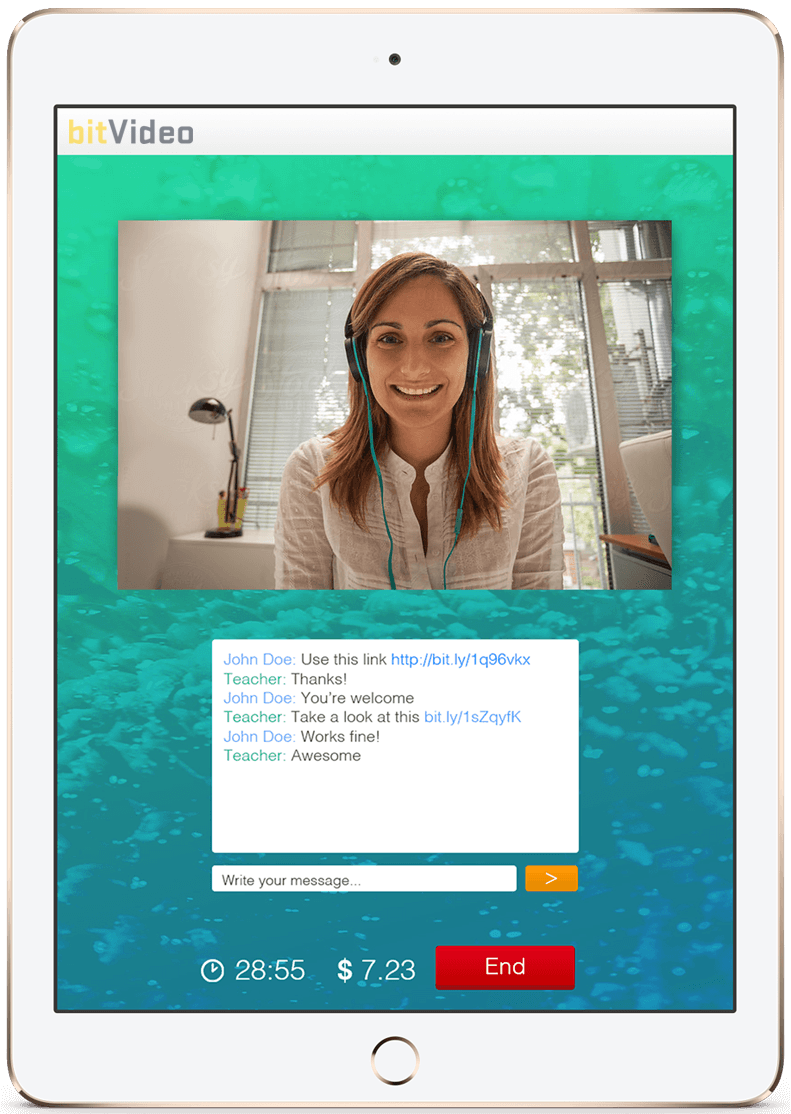 bitVideo
John Doe: Use this link http://bit.ly/1q96vkx
Teacher: Thanks!
John Doe: You're welcome
Teacher: Take a look at this bit.ly/1sZqyfK
John Doe: Works fine!
Teacher: Awesome
Write your message... >
28:55 $ 7.23 End